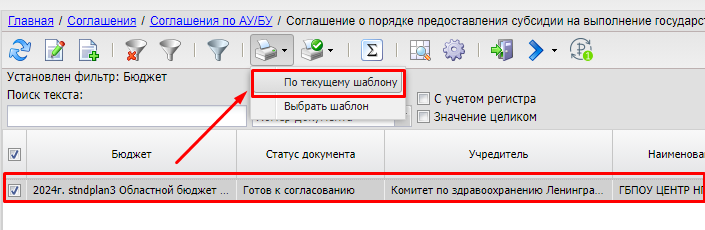 Главная / Соглашения / Соглашения по АУ/БУ / Соглашение о порядке предоставления субсидии на выполнение государст
Установлен фильтр: Бюджет
По текущему шаблону
Поиск текста:
Выбрать шаблон
С учетом регистра
Значение целиком
Бюджет Статус документа Учредитель Наименова
2024г. stndplan3 Областной бюджет ... Готов к согласованию Комитет по здравоохранению Ленингра... ГБПОУ ЦЕНТР НГ